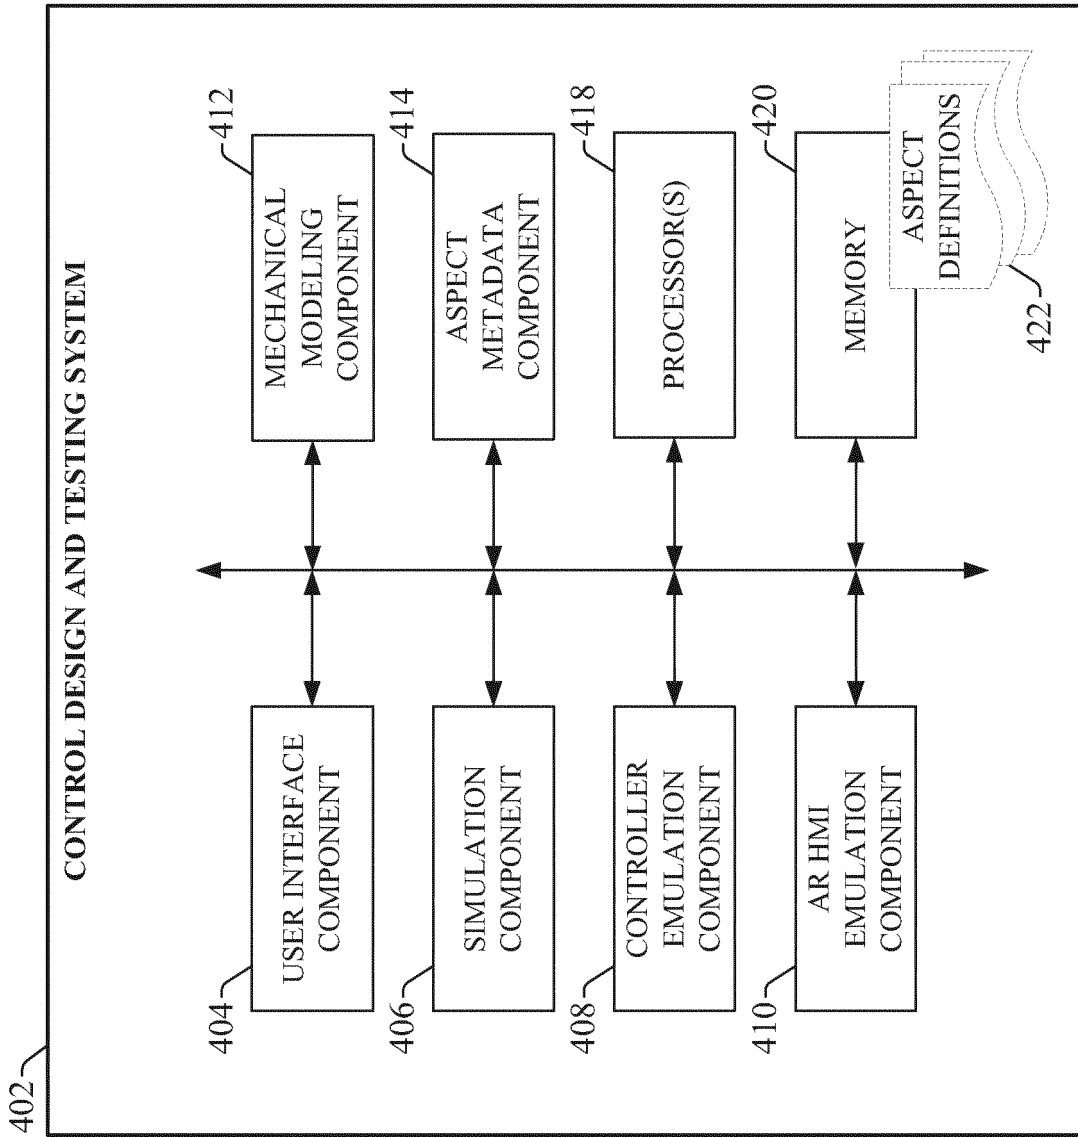 402
CONTROL DESIGN AND TESTING SYSTEM
404
USER INTERFACE
COMPONENT
406
SIMULATION
COMPONENT
408
CONTROLLER
EMULATION
COMPONENT
410
AR HMI
EMULATION
COMPONENT
412
MECHANICAL
MODELING
COMPONENT
414
ASPECT
METADATA
COMPONENT
418
PROCESSOR(S)
420
MEMORY
ASPECT
DEFINITIONS
422